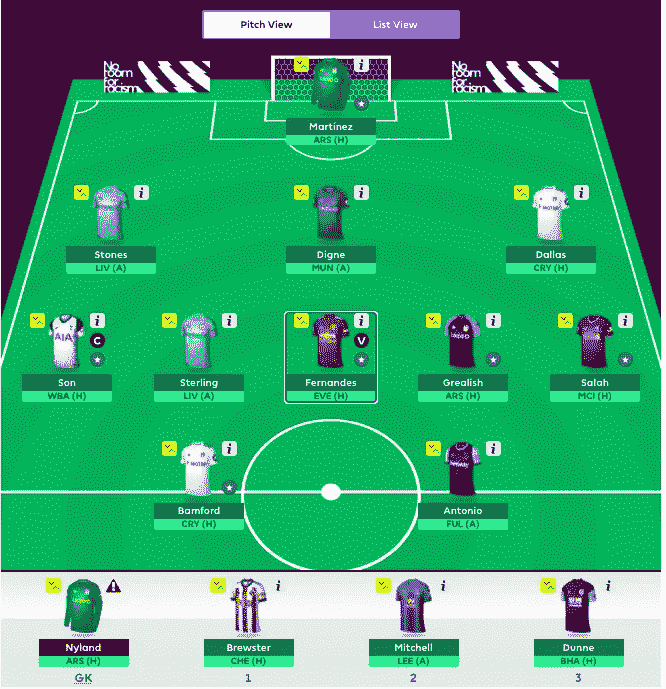 Pitch View
List View
No room for racism
No room for racism
Martínez
ARS (H)
Stones
LIV (A)
Digne
MUN (A)
Dallas
CRY (H)
C
V
AIA
Son
WBA (H)
Sterling
LIV (A)
Fernandes
EVE (H)
Grealish
ARS (H)
Salah
MCI (H)
Bamford
CRY (H)
Antonio
FUL (A)
Nyland
ARS (H)
GK
Brewster
CHE (H)
1
Mitchell
LEE (A)
2
Dunne
BHA (H)
3